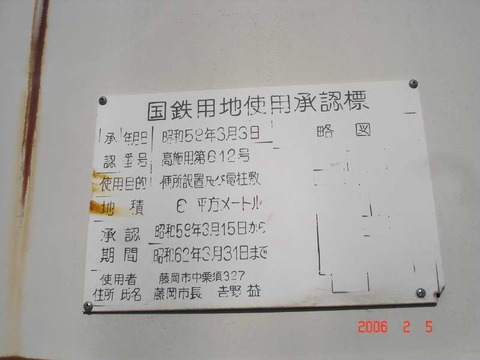 国鉄用地使用承認標
承認 年月日 昭和59年3月3日
番号 高施用第612号
略図
使用目的 便所設置及び電柱敷
地積 6 平方メートル
承認期間 昭和59年3月15日から
昭和62年3月31日まで
使用者 藤岡市中栗須327
住所氏名 藤岡市長 吉野 益
2006 2 5